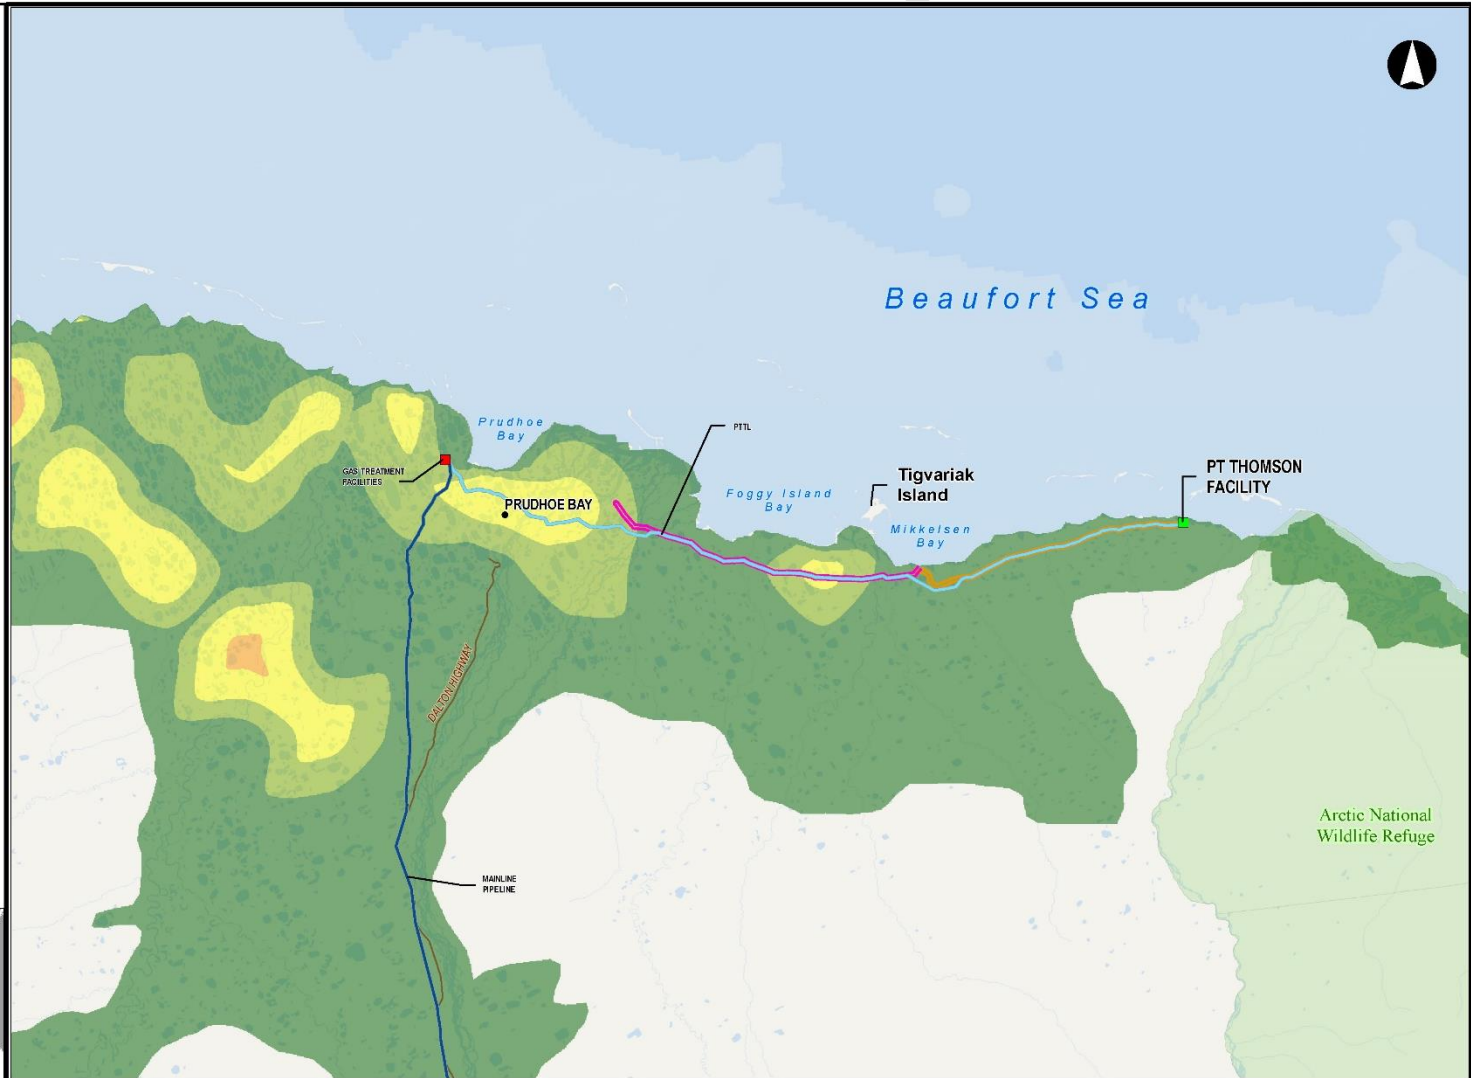 Beaufort Sea
Prudhoe
Bay
PTTL
GAS TREATMENT
FACILITIES
PRUDHOE BAY
Foggy Island
Bay
Tigvariak
Island
Mikkelsen
Bay
PT THOMSON
FACILITY
DALTON HIGHWAY
Arctic National
Wildlife Refuge
MAINLINE
PIPELINE